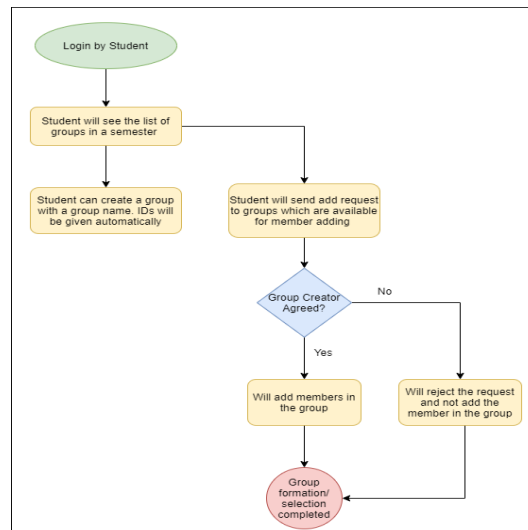 Login by Student
Student will see the list of
groups in a semester
Student can create a group
with a group name. IDs will
be given automatically
Student will send add request
to groups which are available
for member adding
Group Creator
Agreed?
No
Yes
Will add members in
the group
Will reject the request
and not add the
member in the group
Group
formation/
selection
completed